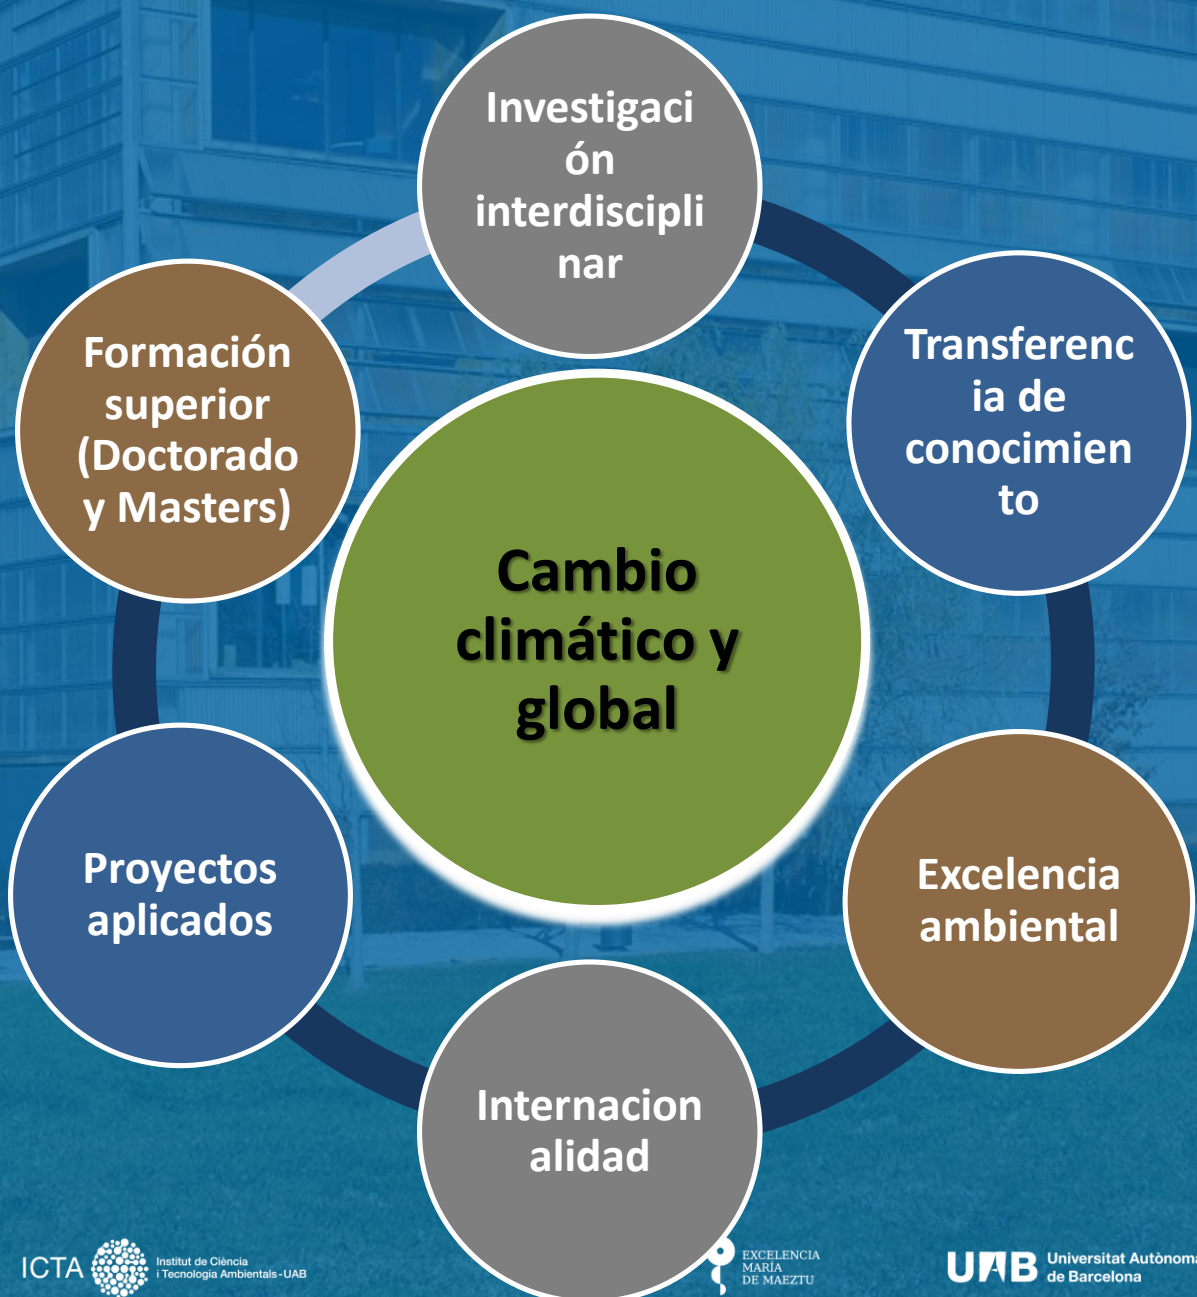 Investigaci
ón
interdiscipli
nar
Transferenc
ia de
conocimien
to
Excelencia
ambiental
Internacion
alidad
Proyectos
aplicados
Formación
superior
(Doctorado
y Masters)
Cambio
climático y
global
ICTA
Institut de Ciència
i Tecnologia Ambientals-UAB
EXCELENCIA
MARÍA
DE MAEZTU
UAB
Universitat Autònoma
de Barcelona